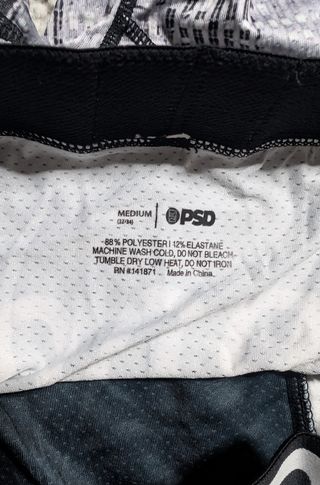 MEDIUM | PSD
(32-34)
-88% POLYESTER | 12% ELASTANE
MACHINE WASH COLD, DO NOT BLEACH-
TUMBLE DRY LOW HEAT, DO NOT IRON
RN #:141871 . Made in China.